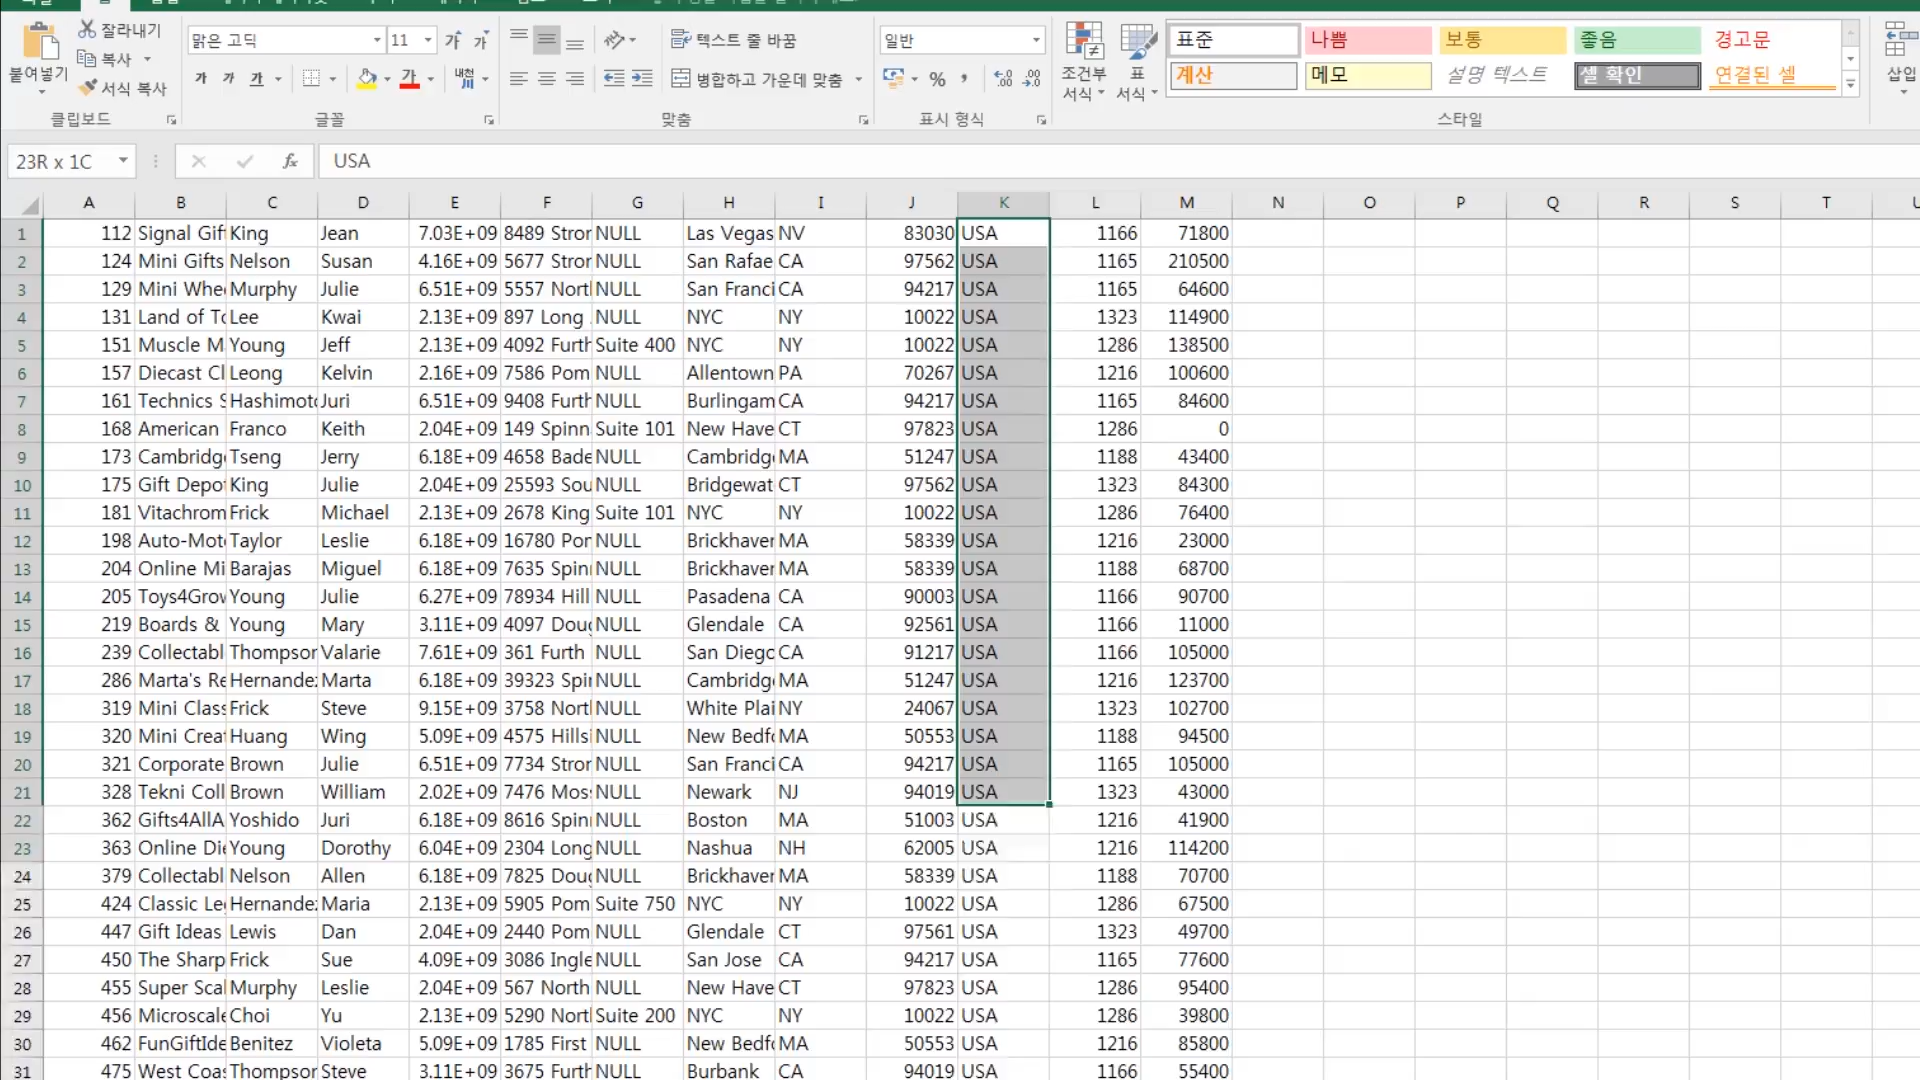 잘라내기
복사
서식 복사
붙여넣기
클립보드
맑은 고딕 11 가 가
가 가 가 가 내천
글꼴
텍스트 줄 바꿈
병합하고 가운데 맞춤
맞춤
일반
% ,
표시 형식
조건부 서식
표 서식
표준 나쁨 보통 좋음 경고문
계산 메모 설명 텍스트 셀 확인 연결된 셀
스타일
삽입
23R x 1C fx USA
A B C D E F G H I J K L M N O P Q R S T
1 112 Signal Gif King Jean 7.03E+09 8489 Stror NULL Las Vegas NV 83030 USA 1166 71800
2 124 Mini Gifts Nelson Susan 4.16E+09 5677 Stror NULL San Rafae CA 97562 USA 1165 210500
3 129 Mini Whe Murphy Julie 6.51E+09 5557 Nort NULL San Franci CA 94217 USA 1165 64600
4 131 Land of To Lee Kwai 2.13E+09 897 Long NULL NYC NY 10022 USA 1323 114900
5 151 Muscle M Young Jeff 2.13E+09 4092 Furth Suite 400 NYC NY 10022 USA 1286 138500
6 157 Diecast Cl Leong Kelvin 2.16E+09 7586 Pom NULL Allentown PA 70267 USA 1216 100600
7 161 Technics S Hashimoto Juri 6.51E+09 9408 Furth NULL Burlingam CA 94217 USA 1165 84600
8 168 American Franco Keith 2.04E+09 149 Spinn Suite 101 New Have CT 97823 USA 1286 0
9 173 Cambridg Tseng Jerry 6.18E+09 4658 Bade NULL Cambridg MA 51247 USA 1188 43400
10 175 Gift Depo King Julie 2.04E+09 25593 Sou NULL Bridgewat CT 97562 USA 1323 84300
11 181 Vitachrom Frick Michael 2.13E+09 2678 King Suite 101 NYC NY 10022 USA 1286 76400
12 198 Auto-Mot Taylor Leslie 6.18E+09 16780 Por NULL Brickhaver MA 58339 USA 1216 23000
13 204 Online Mi Barajas Miguel 6.18E+09 7635 Spin NULL Brickhaver MA 58339 USA 1188 68700
14 205 Toys4Grov Young Julie 6.27E+09 78934 Hill NULL Pasadena CA 90003 USA 1166 90700
15 219 Boards & Young Mary 3.11E+09 4097 Doug NULL Glendale CA 92561 USA 1166 11000
16 239 Collectabl Thompson Valarie 7.61E+09 361 Furth NULL San Diego CA 91217 USA 1166 105000
17 286 Marta's Re Hernandez Marta 6.18E+09 39323 Spi NULL Cambridg MA 51247 USA 1216 123700
18 319 Mini Class Frick Steve 9.15E+09 3758 Nort NULL White Plai NY 24067 USA 1323 102700
19 320 Mini Crea Huang Wing 5.09E+09 4575 Hills NULL New Bedf MA 50553 USA 1188 94500
20 321 Corporate Brown Julie 6.51E+09 7734 Stror NULL San Franci CA 94217 USA 1165 105000
21 328 Tekni Coll Brown William 2.02E+09 7476 Mos NULL Newark NJ 94019 USA 1323 43000
22 362 Gifts4AllA Yoshido Juri 6.18E+09 8616 Spin NULL Boston MA 51003 USA 1216 41900
23 363 Online Die Young Dorothy 6.04E+09 2304 Long NULL Nashua NH 62005 USA 1216 114200
24 379 Collectabl Nelson Allen 6.18E+09 7825 Doug NULL Brickhaver MA 58339 USA 1188 70700
25 424 Classic Leg Hernandez Maria 2.13E+09 5905 Pom Suite 750 NYC NY 10022 USA 1286 67500
26 447 Gift Ideas Lewis Dan 2.04E+09 2440 Pom NULL Glendale CT 97561 USA 1323 49700
27 450 The Sharp Frick Sue 4.09E+09 3086 Ingle NULL San Jose CA 94217 USA 1165 77600
28 455 Super Scal Murphy Leslie 2.04E+09 567 North NULL New Have CT 97823 USA 1286 95400
29 456 Microscale Choi Yu 2.13E+09 5290 Nort Suite 200 NYC NY 10022 USA 1286 39800
30 462 FunGiftIde Benitez Violeta 5.09E+09 1785 First NULL New Bedf MA 50553 USA 1216 85800
31 475 West Coas Thompson Steve 3.11E+09 3675 Furth NULL Burbank CA 94019 USA 1166 55400